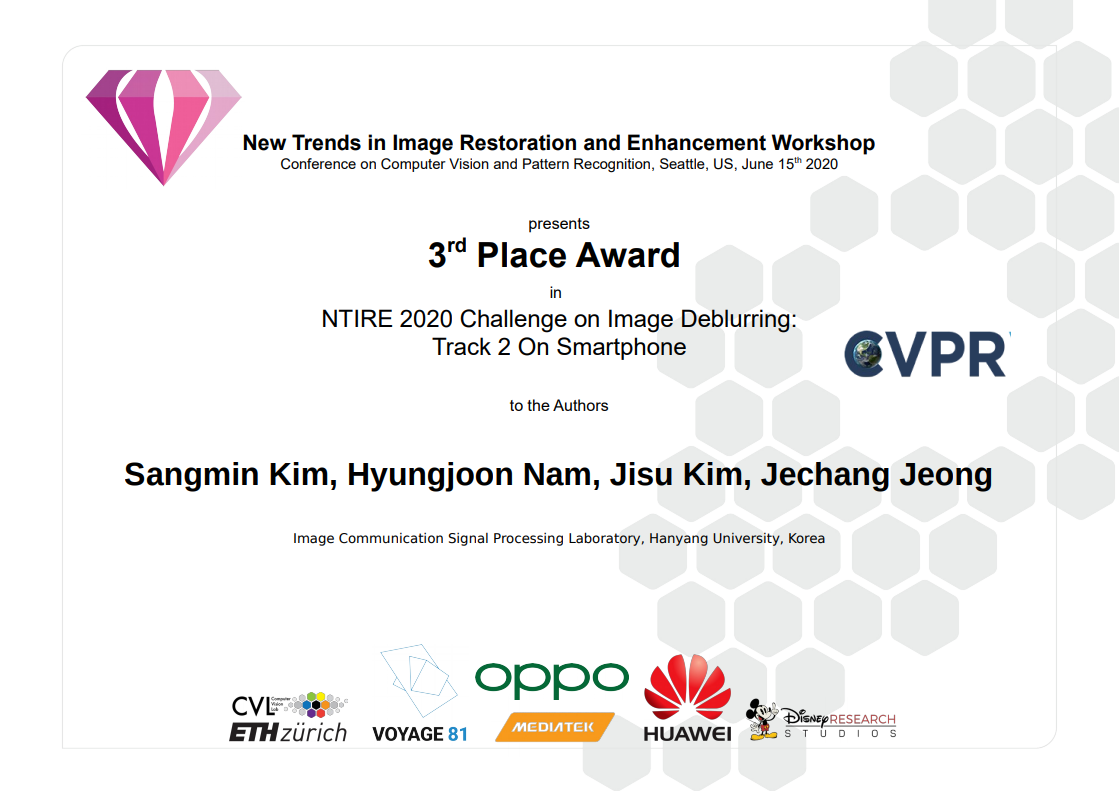 New Trends in Image Restoration and Enhancement Workshop
Conference on Computer Vision and Pattern Recognition, Seattle, US, June 15th 2020
presents
3rd Place Award
in
NTIRE 2020 Challenge on Image Deblurring:
Track 2 On Smartphone
CVPR
to the Authors
Sangmin Kim, Hyungjoon Nam, Jisu Kim, Jechang Jeong
Image Communication Signal Processing Laboratory, Hanyang University, Korea
CVL Computer Vision Lab
ETH zürich
VOYAGE 81
oppo
MEDIATEK
HUAWEI
Disney RESEARCH
STUDIOS